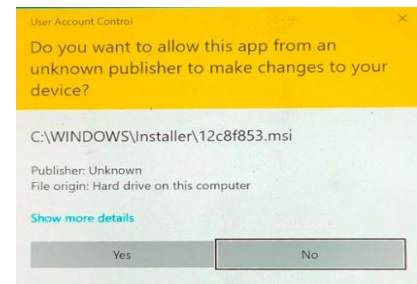 User Account Control
Do you want to allow this app from an
unknown publisher to make changes to your
device?
C:\WINDOWS\Installer\12c8f853.msi
Publisher: Unknown
File origin: Hard drive on this computer
Show more details
Yes
No